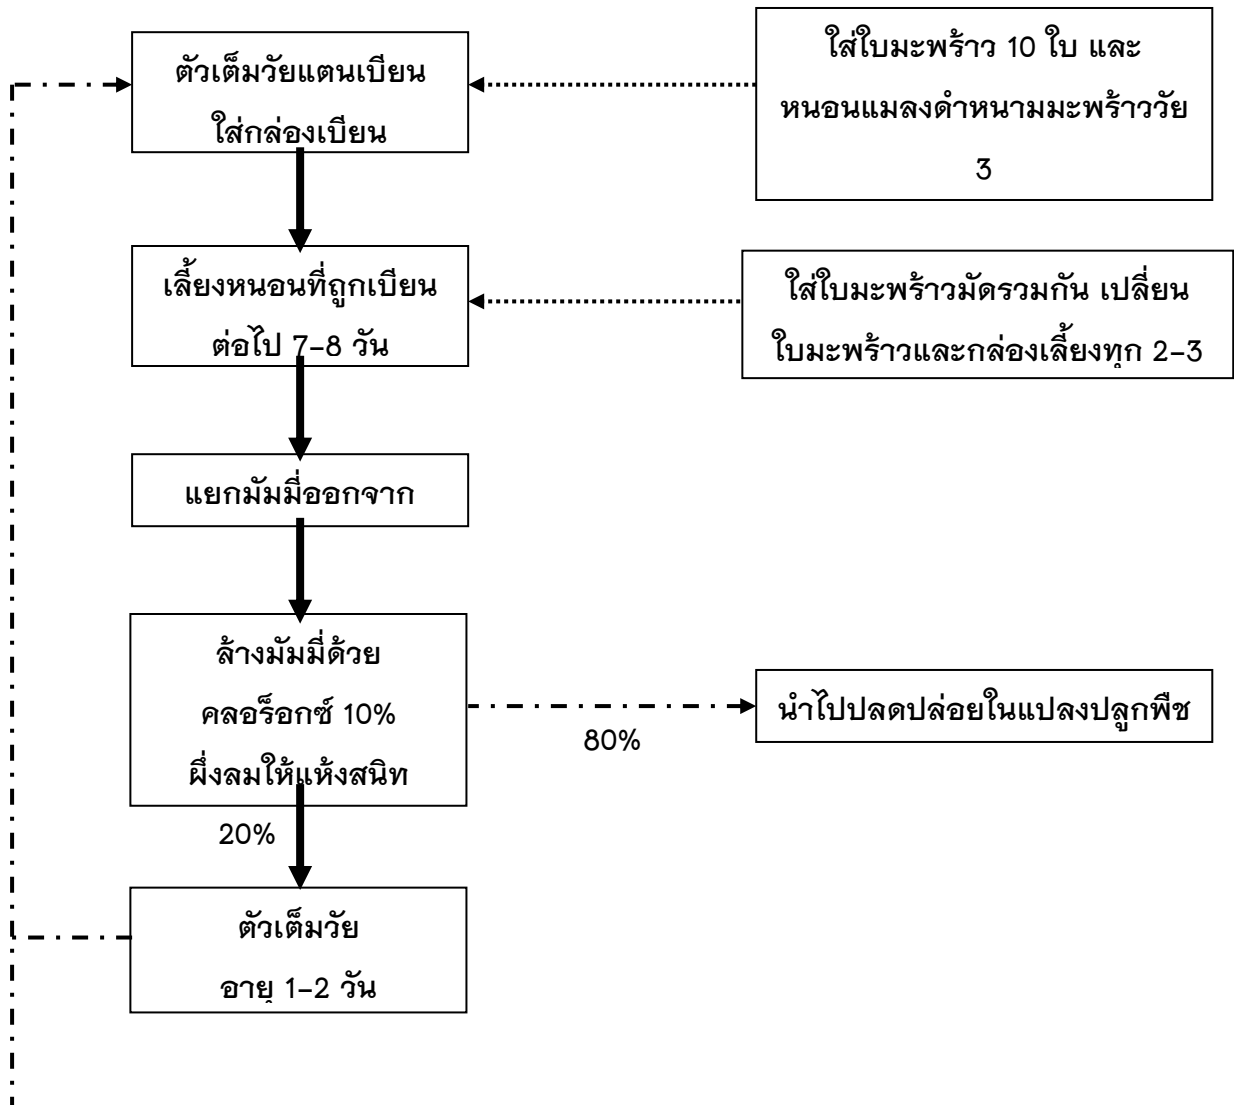 ตัวเต็มวัยแตนเบียน
ใส่กล่องเบียน
ใส่ใบมะพร้าว 10 ใบ และ
หนอนแมลงดำหนามมะพร้าววัย
3
เลี้ยงหนอนที่ถูกเบียน
ต่อไป 7-8 วัน
ใส่ใบมะพร้าวมัดรวมกัน เปลี่ยน
ใบมะพร้าวและกล่องเลี้ยงทุก 2-3
แยกมัมมี่ออกจาก
ล้างมัมมี่ด้วย
คลอร็อกซ์ 10%
ผึ่งลมให้แห้งสนิท
80%
นำไปปลดปล่อยในแปลงปลูกพืช
20%
ตัวเต็มวัย
อายุ 1-2 วัน